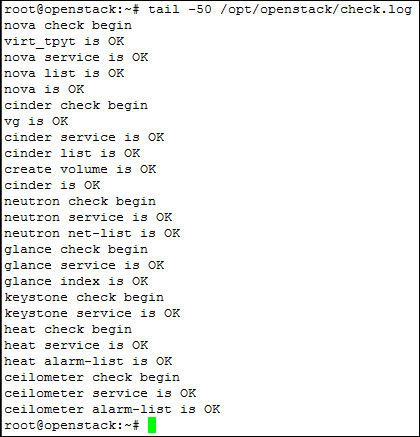 root@openstack:~# tail -50 /opt/openstack/check.log
nova check begin
virt_tpyt is OK
nova service is OK
nova list is OK
nova is OK
cinder check begin
vg is OK
cinder service is OK
cinder list is OK
create volume is OK
cinder is OK
neutron check begin
neutron service is OK
neutron net-list is OK
glance check begin
glance service is OK
glance index is OK
keystone check begin
keystone service is OK
heat check begin
heat service is OK
heat alarm-list is OK
ceilometer check begin
ceilometer service is OK
ceilometer alarm-list is OK
root@openstack:~#